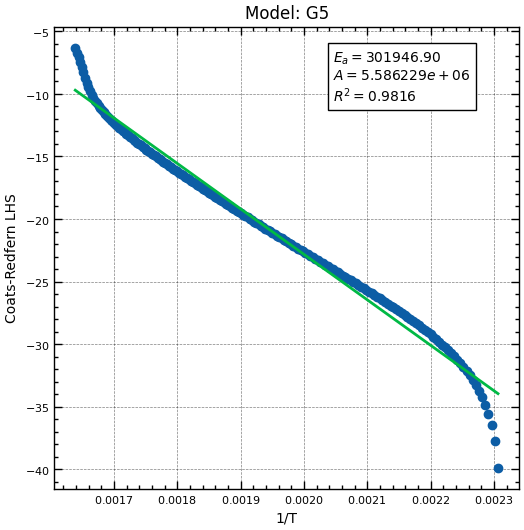 Model: G5
−5
−10
−15
−20
−25
−30
−35
−40
Coats-Redfern LHS
E_a = 301946.90
A = 5.586229e + 06
R² = 0.9816
0.0017 0.0018 0.0019 0.0020 0.0021 0.0022 0.0023
1/T